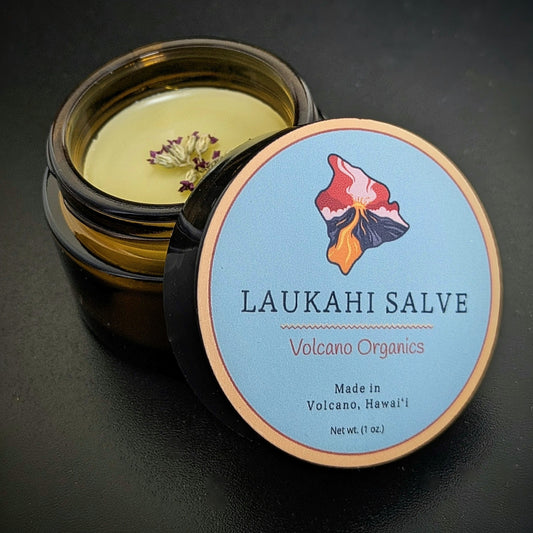 LAUKAHI SALVE
Volcano Organics
Made in
Volcano, Hawai‘i
Net wt. (1 oz.)